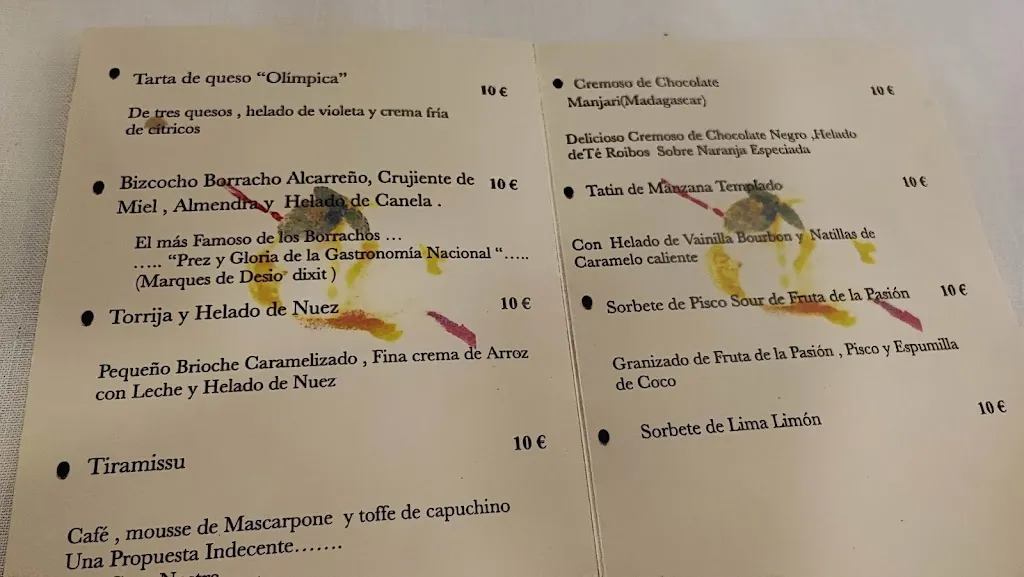 Tarta de queso “Olímpica”
10 €
De tres quesos , helado de violeta y crema fría
de cítricos
Bizcocho Borracho Alcarreño, Crujiente de
10 €
Miel , Almendra y Helado de Canela .
El más Famoso de los Borrachos ...
..... “Prez y Gloria de la Gastronomía Nacional “.....
(Marques de Desio dixit )
Torrija y Helado de Nuez
10 €
Pequeño Brioche Caramelizado , Fina crema de Arroz
con Leche y Helado de Nuez
10 €
Tiramissu
Café , mousse de Mascarpone y toffe de capuchino
Una Propuesta Indecente.......
Cremoso de Chocolate
10 €
Manjari(Madagascar)
Delicioso Cremoso de Chocolate Negro ,Helado
deTé Roibos Sobre Naranja Especiada
Tatin de Manzana Templado
10 €
Con Helado de Vainilla Bourbon y Natillas de
Caramelo caliente
Sorbete de Pisco Sour de Fruta de la Pasión
10 €
Granizado de Fruta de la Pasión , Pisco y Espumilla
de Coco
10 €
Sorbete de Lima Limón